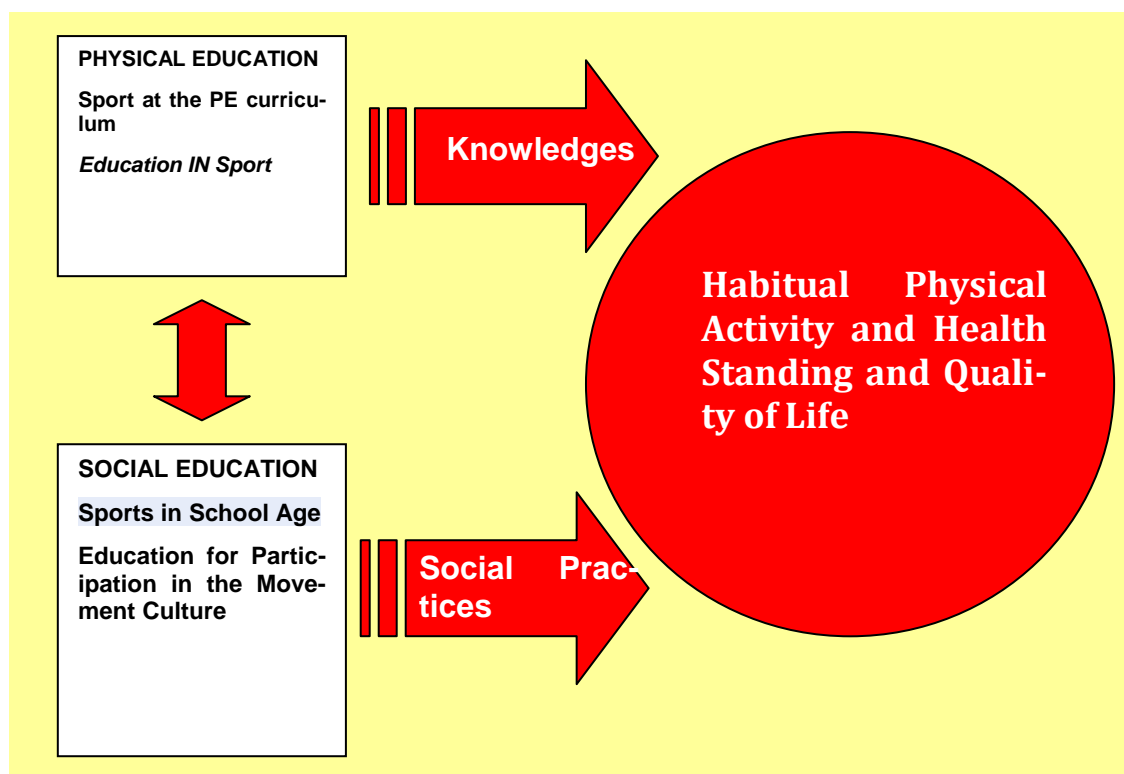 PHYSICAL EDUCATION
Sport at the PE curricu-
lum
Education IN Sport
Knowledges
Habitual Physical
Activity and Health
Standing and Quali-
ty of Life
SOCIAL EDUCATION
Sports in School Age
Education for Partic-
ipation in the Move-
ment Culture
Social Prac-
tices